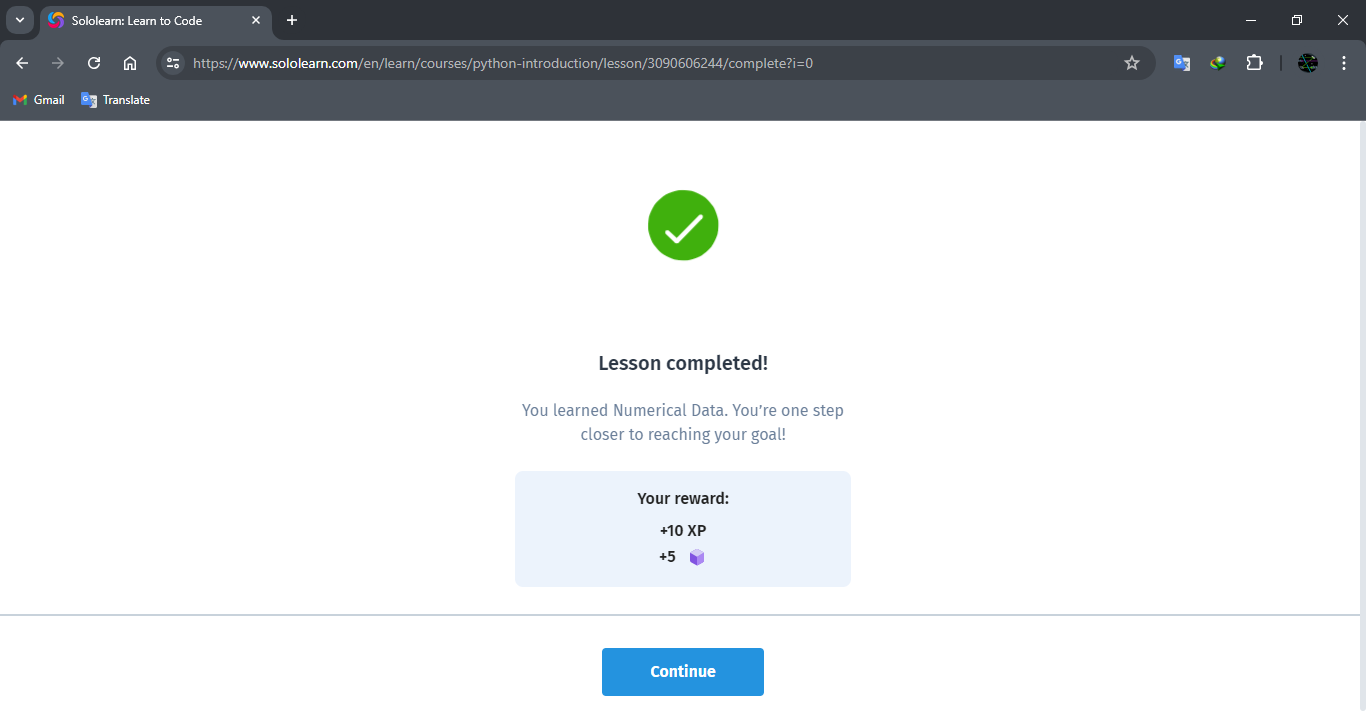 Sololearn: Learn to Code
https://www.sololearn.com/en/learn/courses/python-introduction/lesson/3090606244/complete?i=0
Gmail
Translate
Lesson completed!
You learned Numerical Data. You're one step
closer to reaching your goal!
Your reward:
+10 XP
+5
Continue